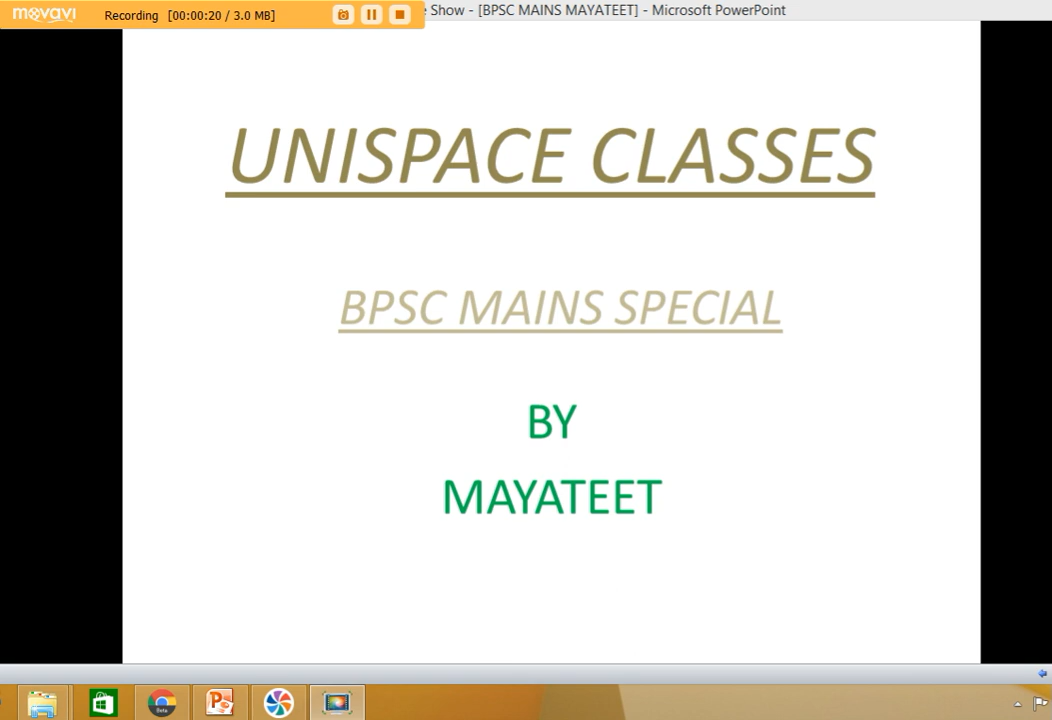 movavi Recording [00:00:20 / 3.0 MB] Show - [BPSC MAINS MAYATEET] - Microsoft PowerPoint
UNISPACE CLASSES
BPSC MAINS SPECIAL
BY
MAYATEET
Beta